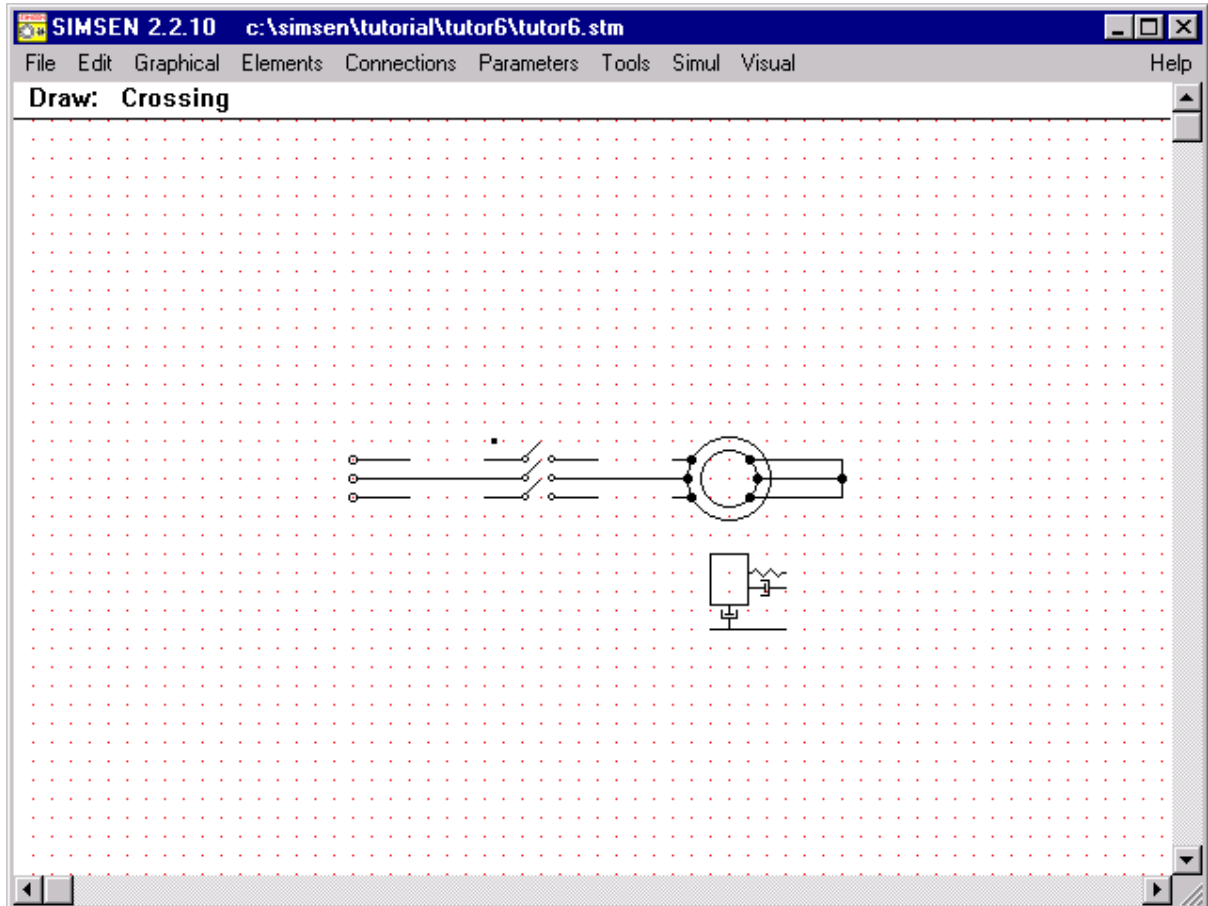 SIMSEN 2.2.10 c:\simsen\tutorial\tutor6\tutor6.stm
File Edit Graphical Elements Connections Parameters Tools Simul Visual Help
Draw: Crossing